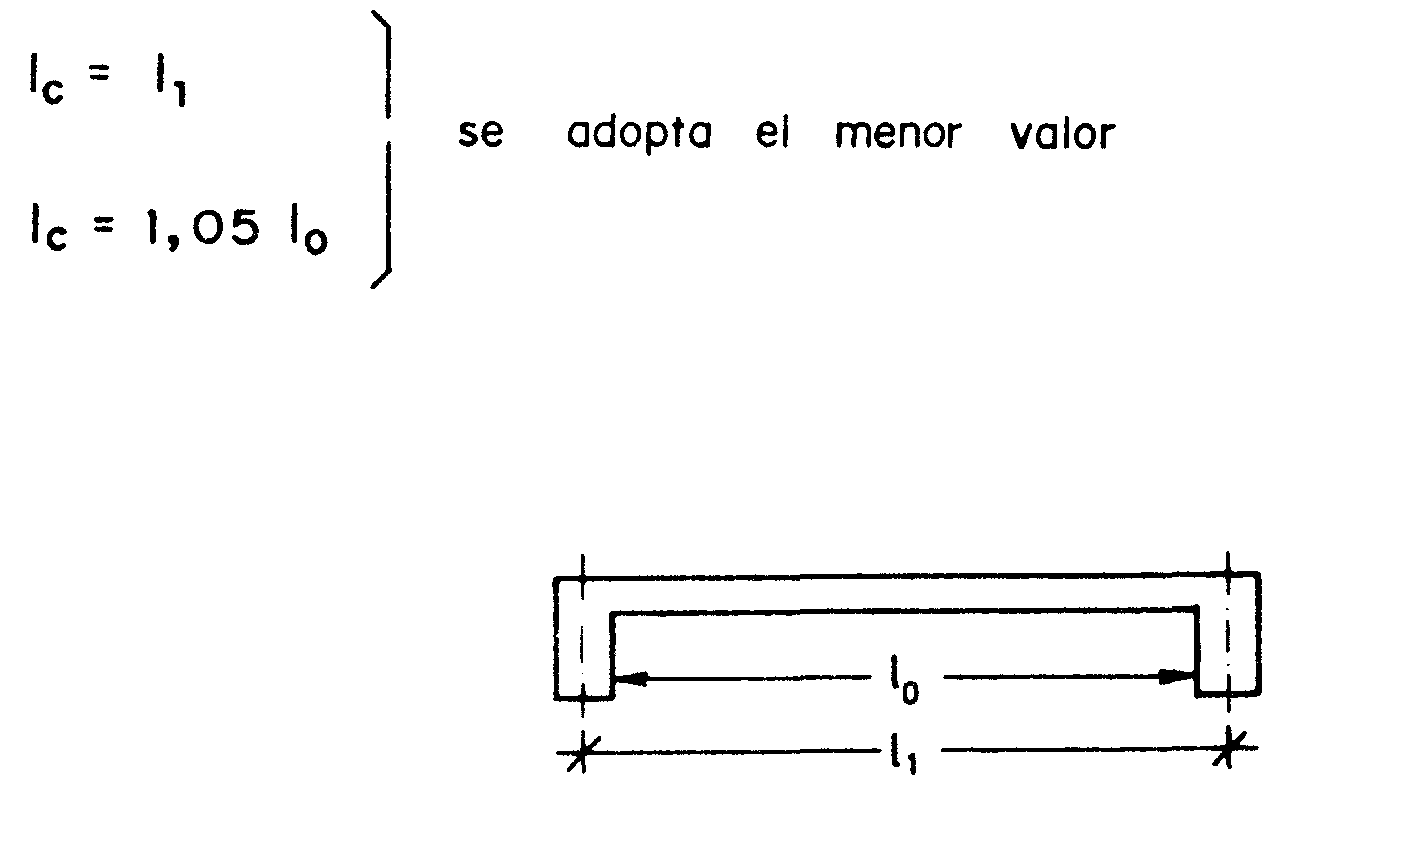 lc = l1
se adopta el menor valor
lc = 1,05 l0
l0
l1